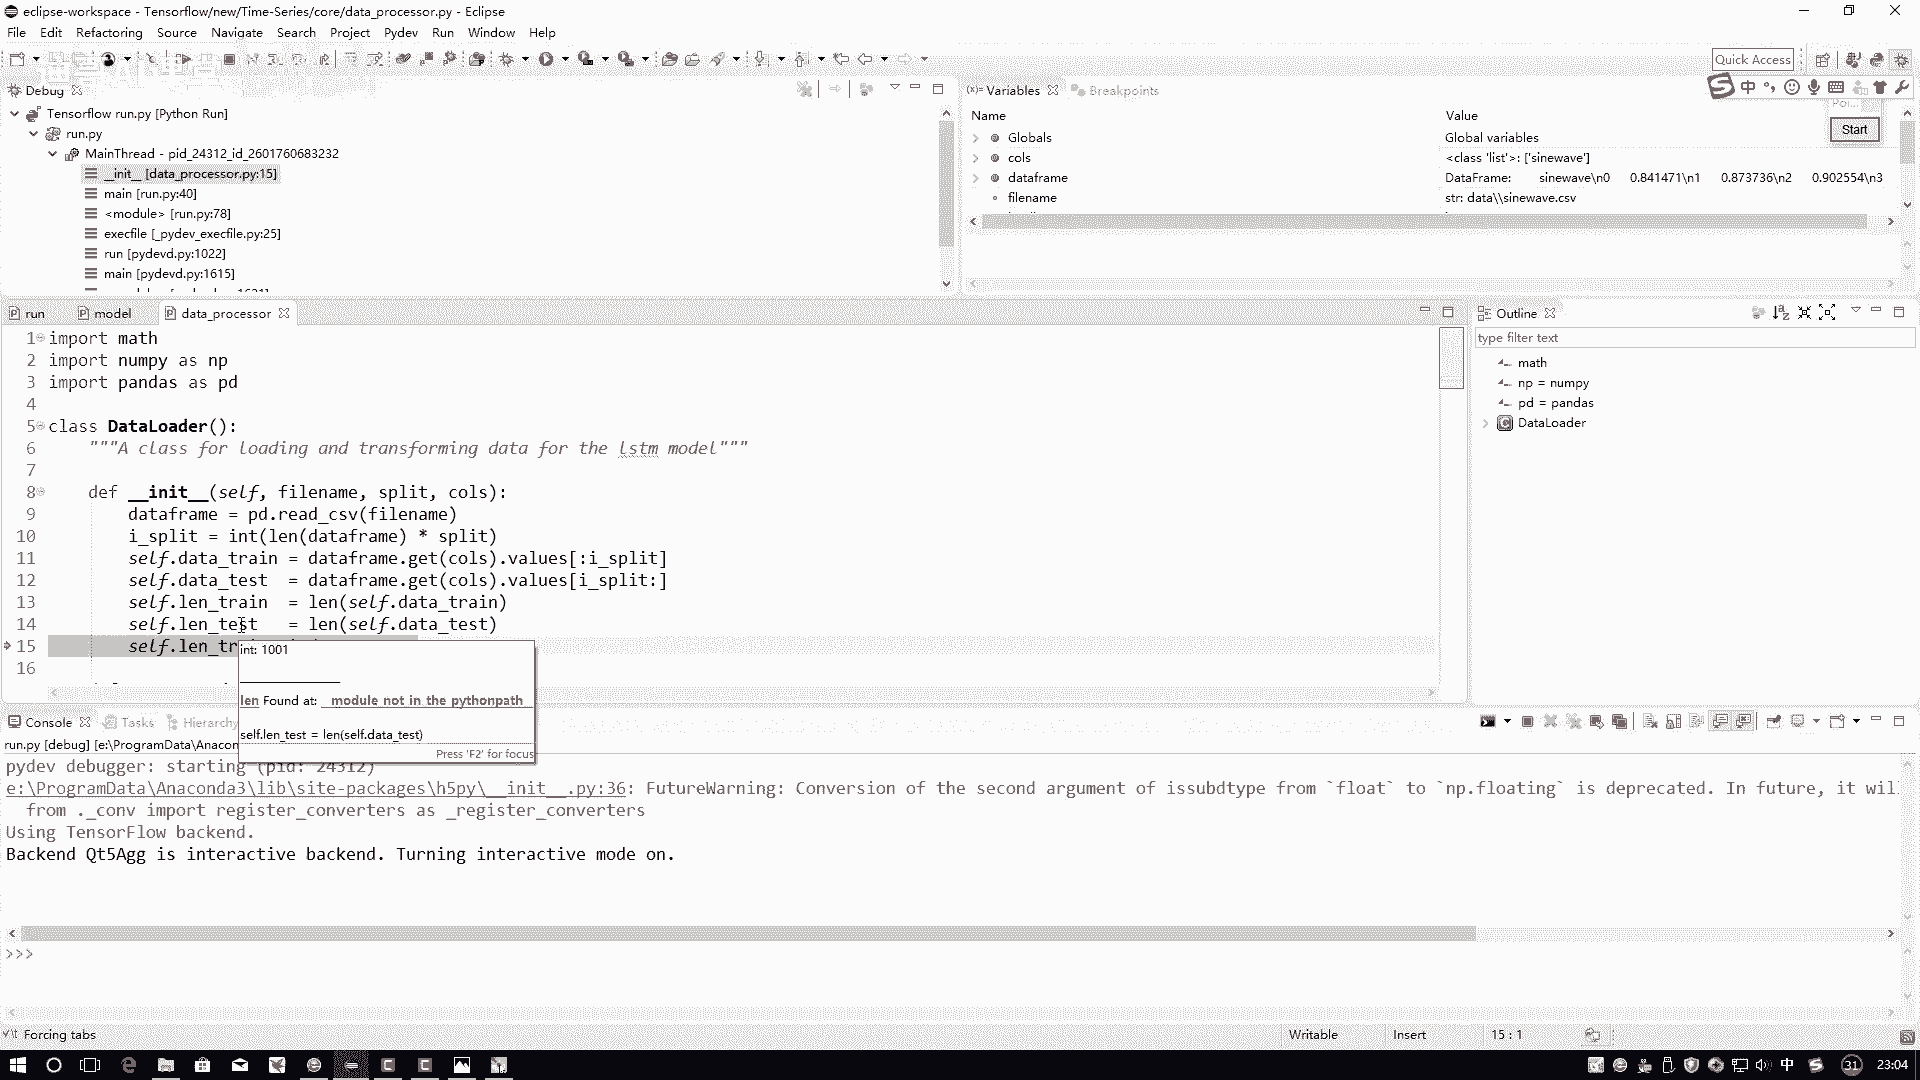 eclipse-workspace - Tensorflow/new/Time-Series/core/data_processor.py - Eclipse
File Edit Refactoring Source Navigate Search Project Pydev Run Window Help
Quick Access
Debug
Tensorflow run.py [Python Run]
run.py
MainThread - pid_24312_id_2601760683232
__init__ [data_processor.py:15]
main [run.py:40]
<module> [run.py:78]
execfile [_pydev_execfile.py:25]
run [pydevd.py:1022]
main [pydevd.py:1615]
(x)= Variables Breakpoints
中
Name Value
Start
Globals Global variables
cols <class 'list'>: ['sinewave']
dataframe DataFrame: sinewave\n0 0.841471\n1 0.873736\n2 0.902554\n3
filename str: data\\sinewave.csv
run model data_processor
1 import math
2 import numpy as np
3 import pandas as pd
4
5 class DataLoader():
6 """A class for loading and transforming data for the lstm model"""
7
8 def __init__(self, filename, split, cols):
9 dataframe = pd.read_csv(filename)
10 i_split = int(len(dataframe) * split)
11 self.data_train = dataframe.get(cols).values[:i_split]
12 self.data_test = dataframe.get(cols).values[i_split:]
13 self.len_train = len(self.data_train)
14 self.len_test = len(self.data_test)
15 self.len_tr
16
int: 1001
len Found at: module not in the pythonpath
self.len_test = len(self.data_test)
Press 'F2' for focus
Outline
type filter text
math
np = numpy
pd = pandas
DataLoader
Console Tasks Hierarchy
run.py [debug] [e:\ProgramData\Anacon
pydev debugger: starting (pid: 24312)
e:\ProgramData\Anaconda3\lib\site-packages\h5py\__init__.py:36: FutureWarning: Conversion of the second argument of issubdtype from `float` to `np.floating` is deprecated. In future, it wil
from ._conv import register_converters as _register_converters
Using TensorFlow backend.
Backend Qt5Agg is interactive backend. Turning interactive mode on.
>>>
Forcing tabs Writable Insert 15 : 1
中 31 23:04